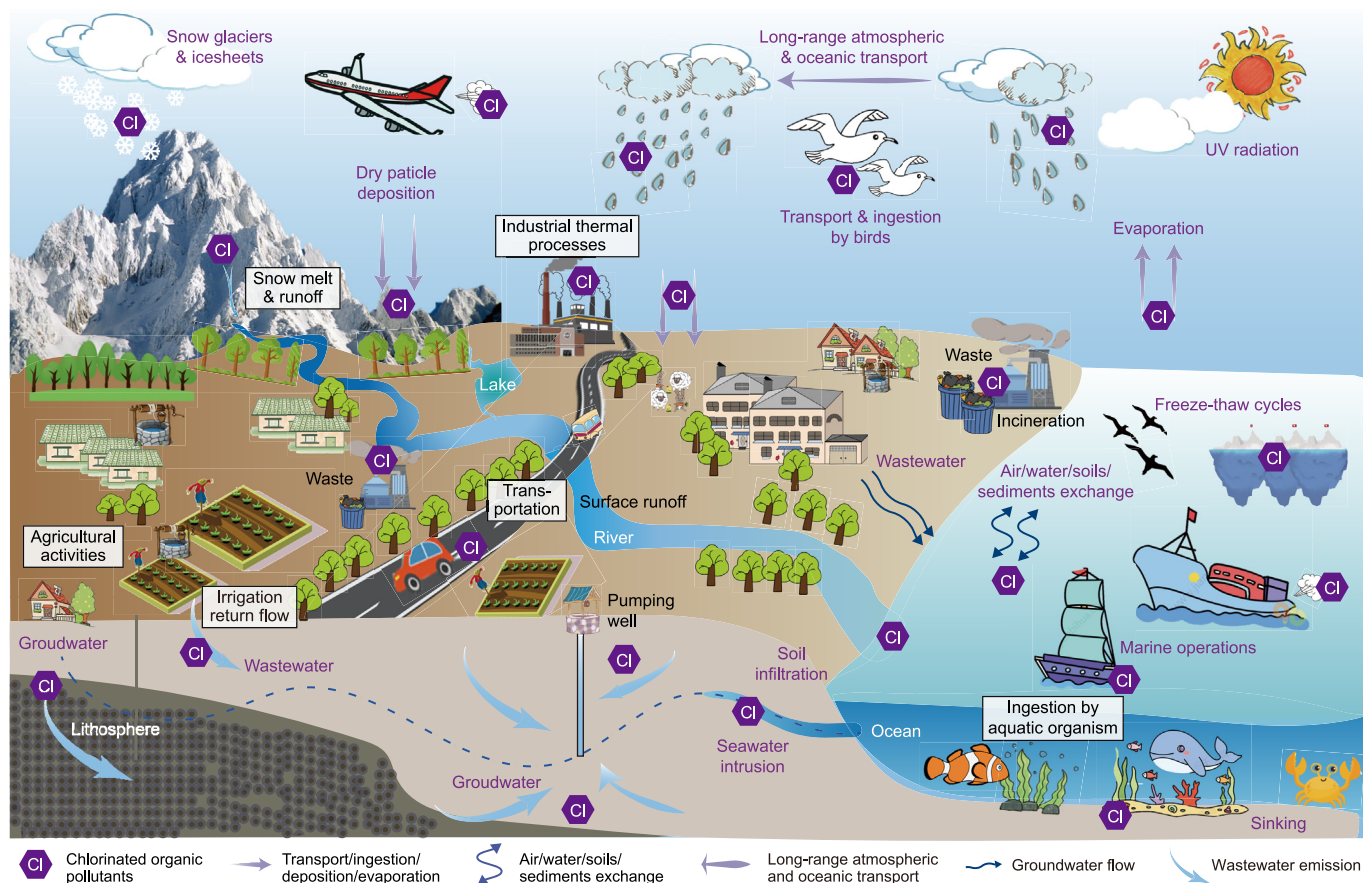 Snow glaciers
& icesheets
Long-range atmospheric
& oceanic transport
Cl
Cl
Cl
Cl
UV radiation
Dry paticle
deposition
Cl
Transport & ingestion
by birds
Industrial thermal
processes
Evaporation
Cl
Snow melt
& runoff
Cl
Cl
Cl
Cl
Waste
Cl
Incineration
Lake
Freeze-thaw cycles
Cl
Wastewater
Air/water/soils/
sediments exchange
Cl
Waste
Cl
Trans-
portation
Surface runoff
River
Agricultural
activities
Cl
Cl
Irrigation
return flow
Pumping
well
Groudwater
Cl
Wastewater
Cl
Soil
infiltration
Cl
Marine operations
Cl
Cl
Lithosphere
Cl
Seawater
intrusion
Ocean
Ingestion by
aquatic organism
Groudwater
Cl
Cl
Sinking
Cl
Chlorinated organic
pollutants
Transport/ingestion/
deposition/evaporation
Air/water/soils/
sediments exchange
Long-range atmospheric
and oceanic transport
Groundwater flow
Wastewater emission